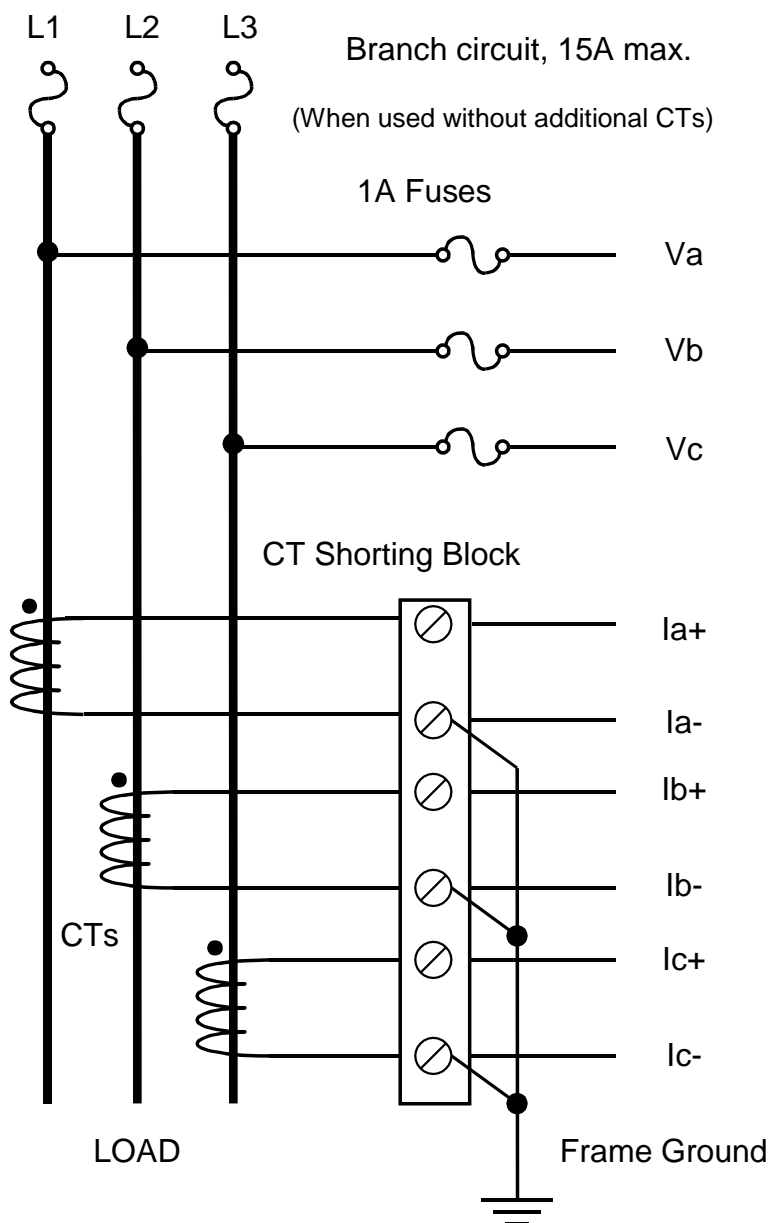 L1 L2 L3
Branch circuit, 15A max.
(When used without additional CTs)
1A Fuses
Va
Vb
Vc
CT Shorting Block
Ia+
Ia-
Ib+
Ib-
CTs
Ic+
Ic-
LOAD
Frame Ground